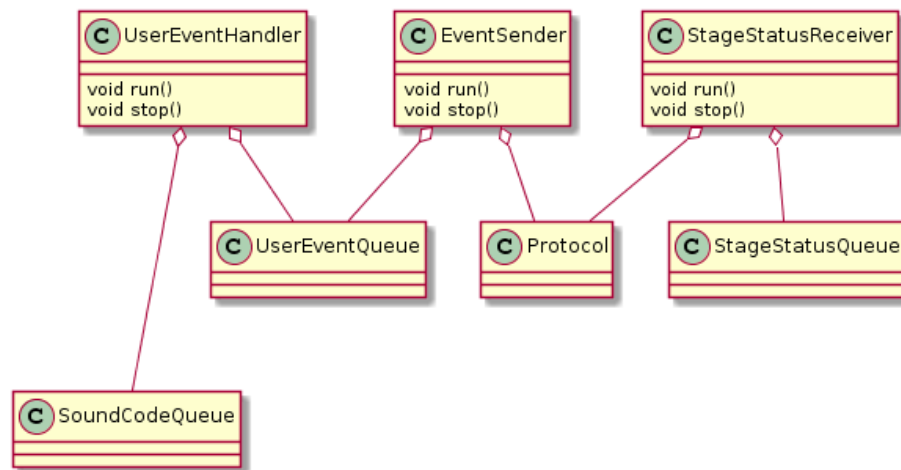 C UserEventHandler
void run()
void stop()
C EventSender
void run()
void stop()
C StageStatusReceiver
void run()
void stop()
C UserEventQueue
C Protocol
C StageStatusQueue
C SoundCodeQueue